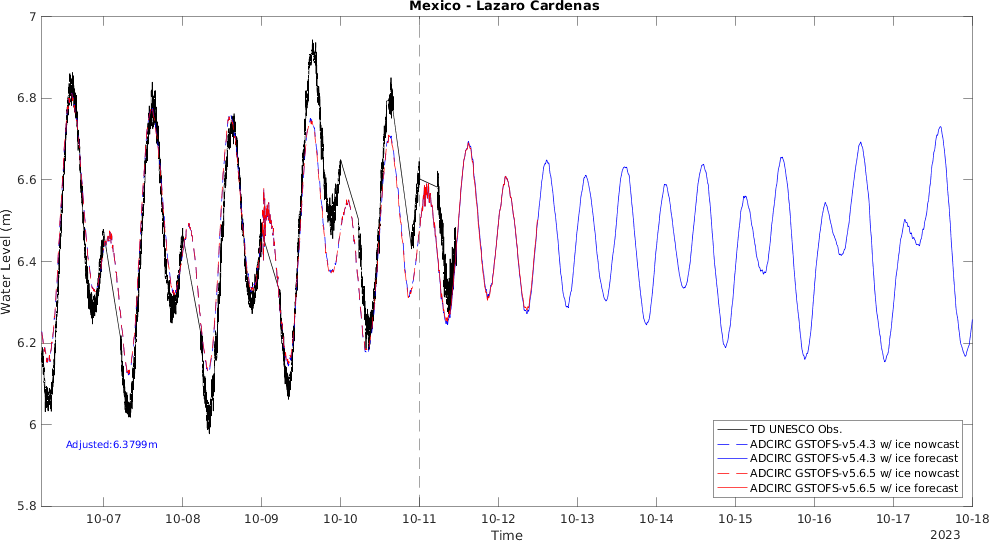 Mexico - Lazaro Cardenas
7
6.8
6.6
6.4
6.2
6
5.8
Water Level (m)
Adjusted:6.3799m
TD UNESCO Obs.
ADCIRC GSTOFS-v5.4.3 w/ ice nowcast
ADCIRC GSTOFS-v5.4.3 w/ ice forecast
ADCIRC GSTOFS-v5.6.5 w/ ice nowcast
ADCIRC GSTOFS-v5.6.5 w/ ice forecast
10-07 10-08 10-09 10-10 10-11 10-12 10-13 10-14 10-15 10-16 10-17 10-18
Time
2023